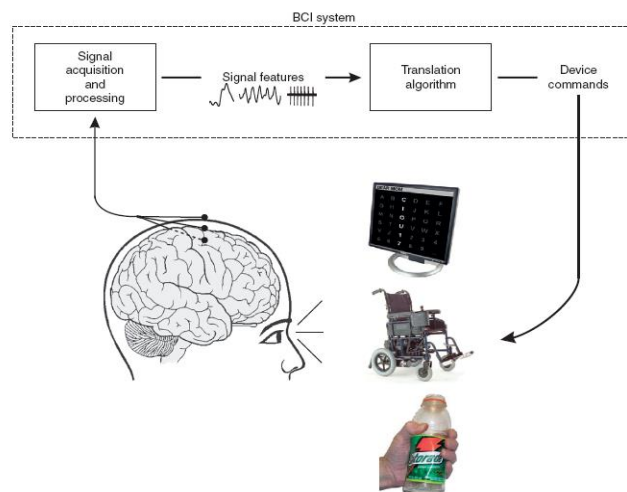 BCI system
Signal
acquisition
and
processing
Signal features
Translation
algorithm
Device
commands